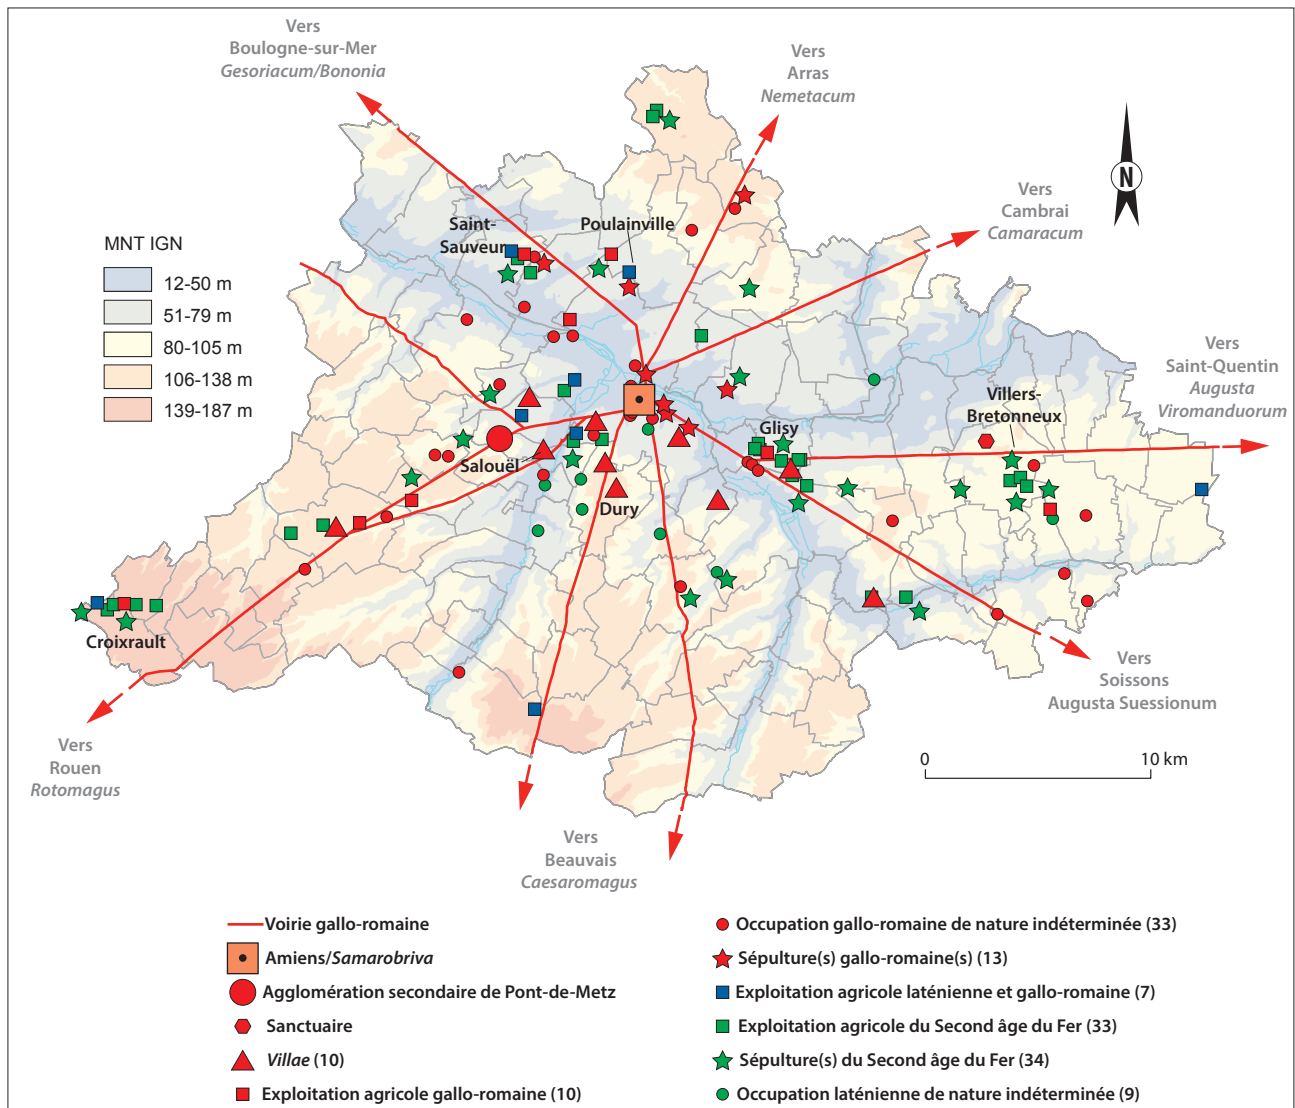 Vers
Boulogne-sur-Mer
Gesoriacum/Bononia
Vers
Arras
Nemetacum
Vers
Cambrai
Camaracum
N
MNT IGN
12-50 m
51-79 m
80-105 m
106-138 m
139-187 m
Saint-
Sauveur
Poulainville
Vers
Saint-Quentin
Augusta
Viromanduorum
Villers-
Bretonneux
Glisy
Salouël
Dury
Croixrault
Vers
Soissons
Augusta Suessionum
Vers
Rouen
Rotomagus
0 10 km
Vers
Beauvais
Caesaromagus
Voirie gallo-romaine
Amiens/Samarobriva
Agglomération secondaire de Pont-de-Metz
Sanctuaire
Villae (10)
Exploitation agricole gallo-romaine (10)
Occupation gallo-romaine de nature indéterminée (33)
Sépulture(s) gallo-romaine(s) (13)
Exploitation agricole laténienne et gallo-romaine (7)
Exploitation agricole du Second âge du Fer (33)
Sépulture(s) du Second âge du Fer (34)
Occupation laténienne de nature indéterminée (9)